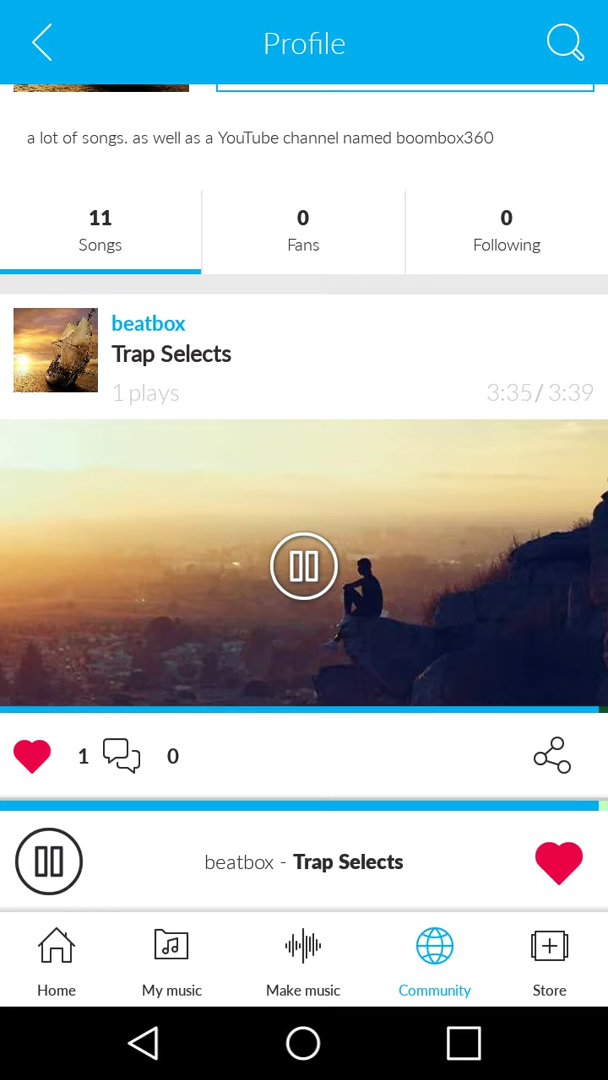 Profile
a lot of songs. as well as a YouTube channel named boombox360
11
Songs
0
Fans
0
Following
beatbox
Trap Selects
1 plays
3:35/ 3:39
1
0
beatbox - Trap Selects
Home
My music
Make music
Community
Store